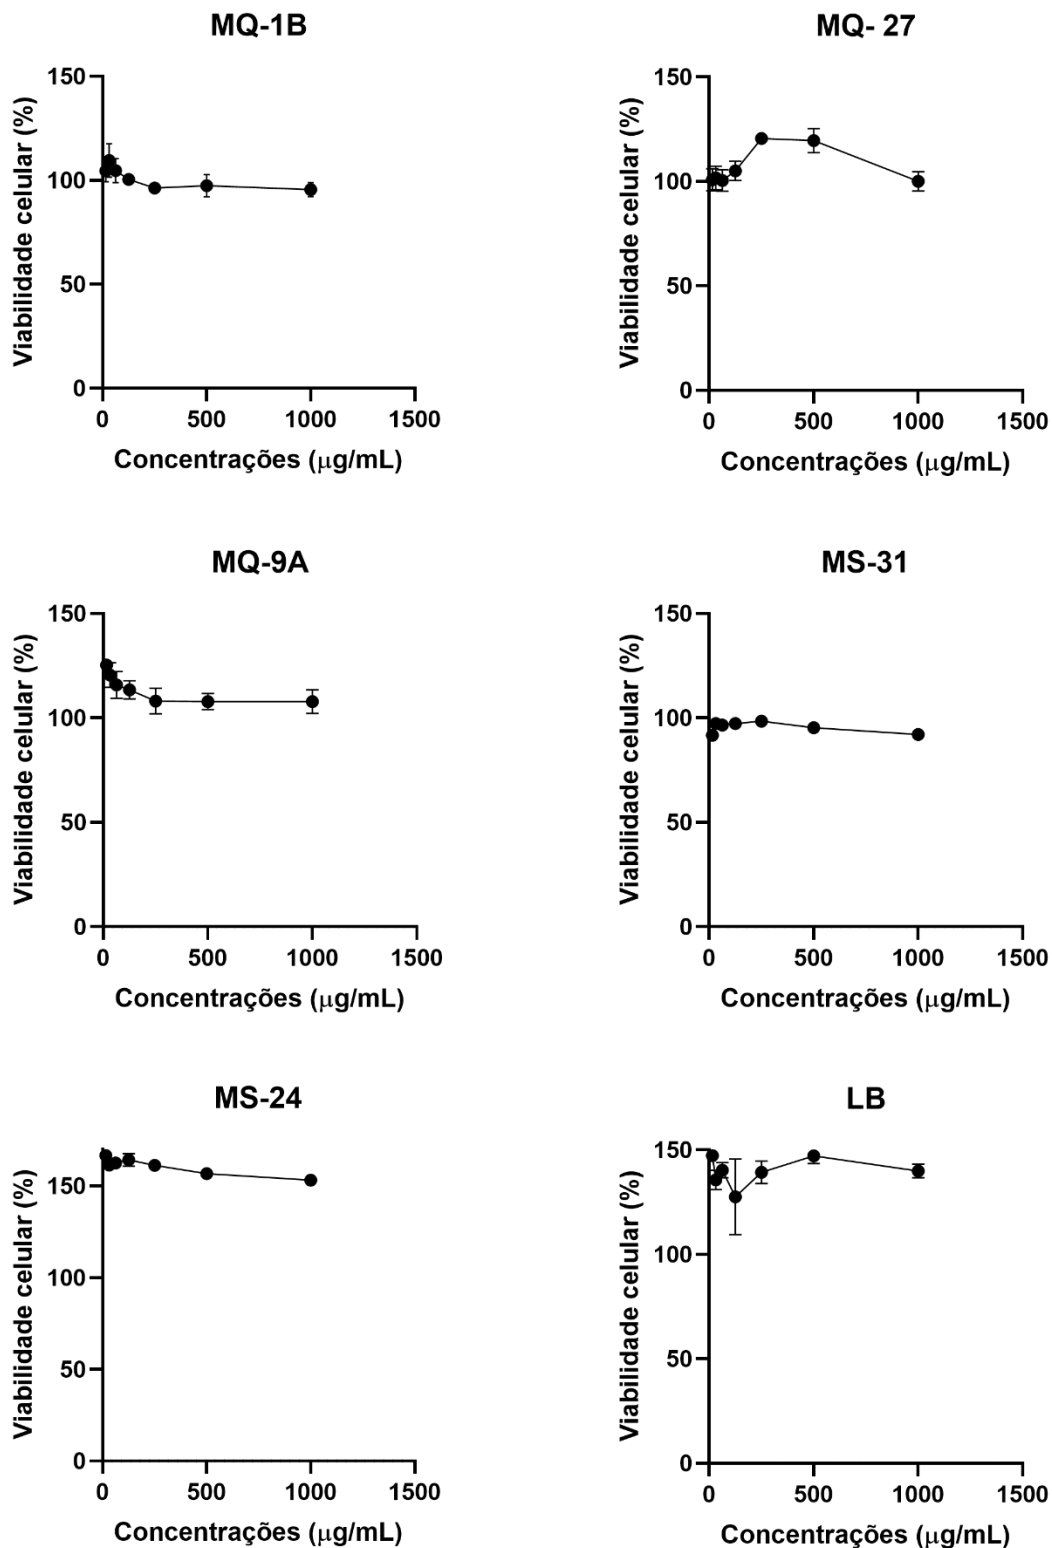 MQ-1B
150
100
50
0
0 500 1000 1500
Viabilidade celular (%)
Concentrações (μg/mL)
MQ- 27
150
100
50
0
0 500 1000 1500
Viabilidade celular (%)
Concentrações (μg/mL)
MQ-9A
150
100
50
0
0 500 1000 1500
Viabilidade celular (%)
Concentrações (μg/mL)
MS-31
150
100
50
0
0 500 1000 1500
Viabilidade celular (%)
Concentrações (μg/mL)
MS-24
150
100
50
0
0 500 1000 1500
Viabilidade celular (%)
Concentrações (μg/mL)
LB
150
100
50
0
0 500 1000 1500
Viabilidade celular (%)
Concentrações (μg/mL)